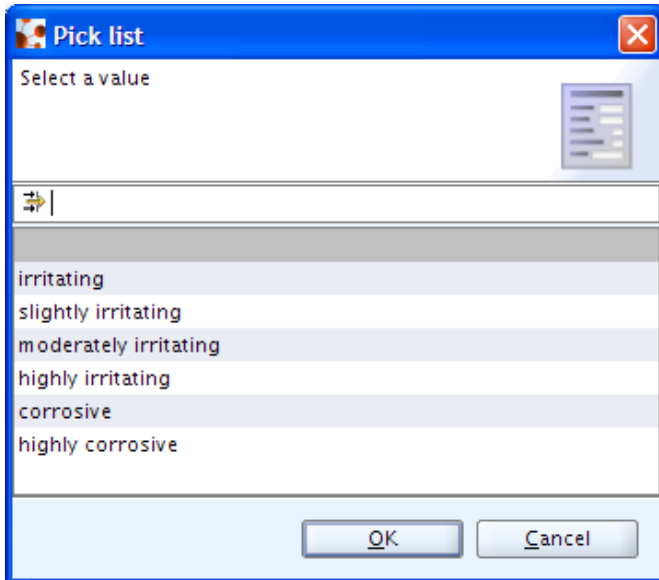 Pick list
Select a value
irritating
slightly irritating
moderately irritating
highly irritating
corrosive
highly corrosive
OK Cancel